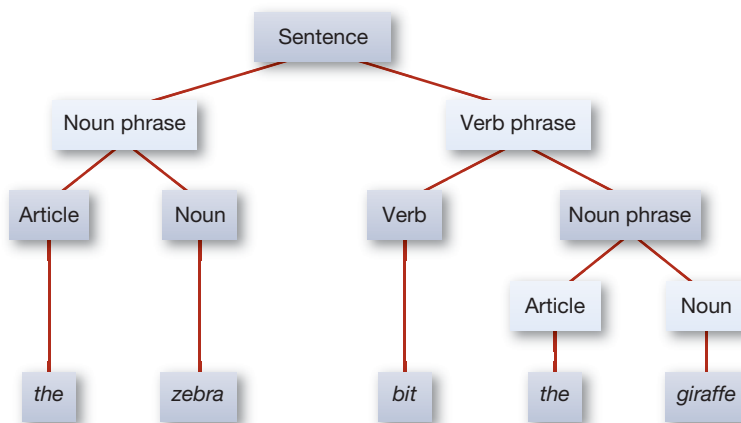 Sentence
Noun phrase
Verb phrase
Article
Noun
Verb
Noun phrase
Article
Noun
the
zebra
bit
the
giraffe